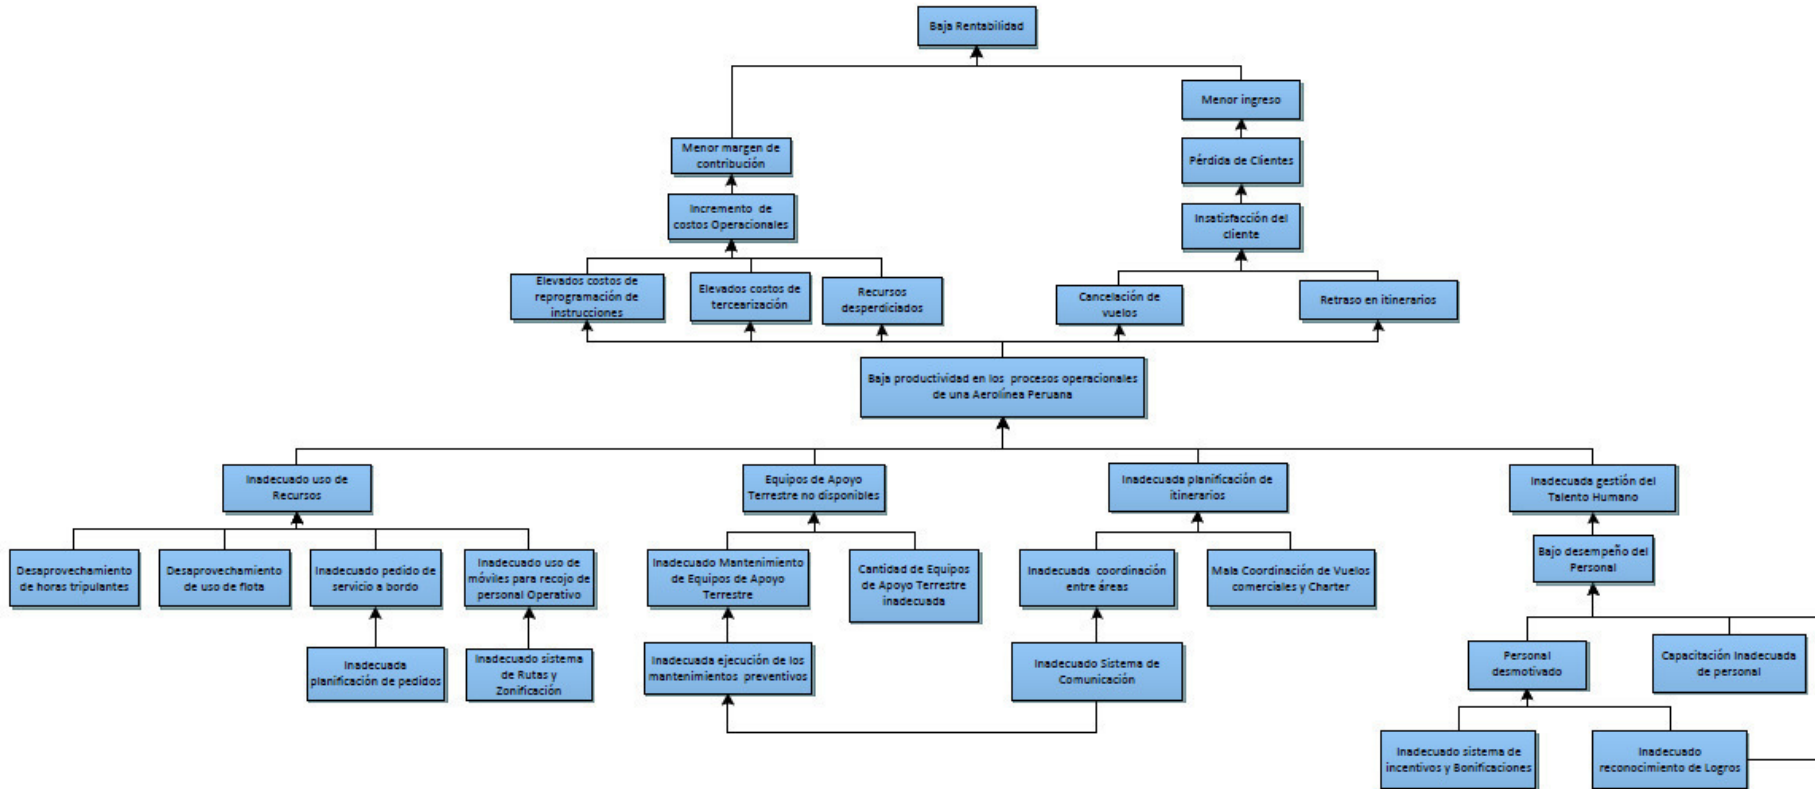 Baja Rentabilidad
Menor ingreso
Menor margen de
contribución
Pérdida de Clientes
Incremento de
costos Operacionales
Insatisfacción del
cliente
Elevados costos de
reprogramación de
instrucciones
Elevados costos de
tercearización
Recursos
desperdiciados
Cancelación de
vuelos
Retraso en itinerarios
Baja productividad en los procesos operacionales
de una Aerolínea Peruana
Inadecuado uso de
Recursos
Equipos de Apoyo
Terrestre no disponibles
Inadecuada planificación de
itinerarios
Inadecuada gestión del
Talento Humano
Desaprovechamiento
de horas tripulantes
Desaprovechamiento
de uso de flota
Inadecuado pedido de
servicio a bordo
Inadecuado uso de
móviles para recojo de
personal Operativo
Inadecuado Mantenimiento
de Equipos de Apoyo
Terrestre
Cantidad de Equipos
de Apoyo Terrestre
inadecuada
Inadecuada coordinación
entre áreas
Mala Coordinación de Vuelos
comerciales y Charter
Bajo desempeño del
Personal
Inadecuada
planificación de pedidos
Inadecuado sistema
de Rutas y
Zonificación
Inadecuada ejecución de los
mantenimientos preventivos
Inadecuado Sistema de
Comunicación
Personal
desmotivado
Capacitación Inadecuada
de personal
Inadecuado sistema de
incentivos y Bonificaciones
Inadecuado
reconocimiento de Logros